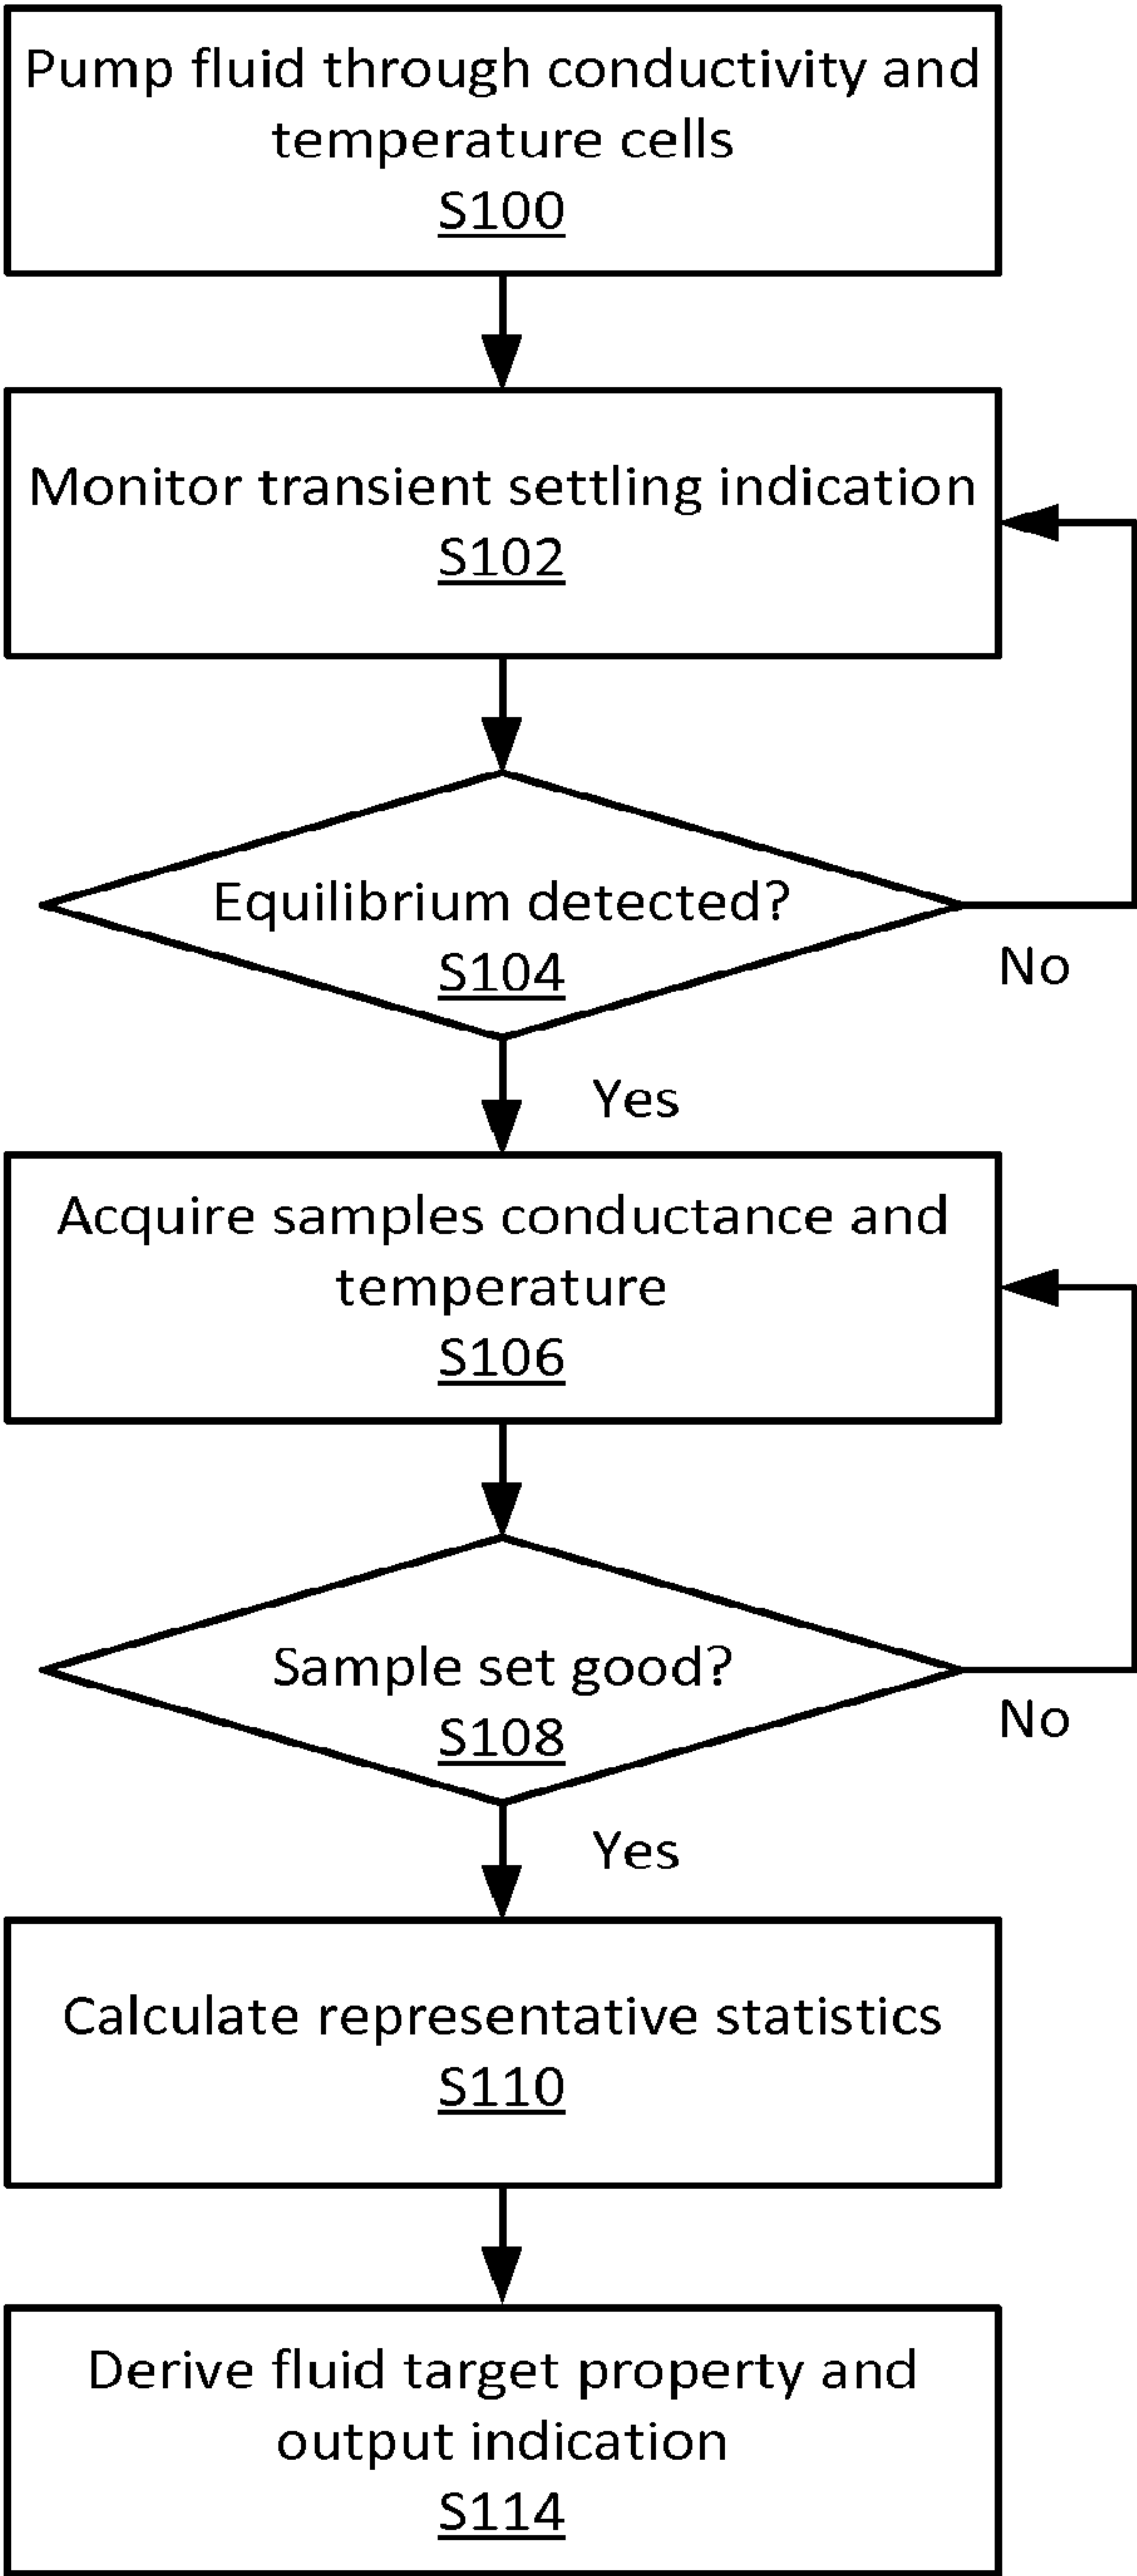 Pump fluid through conductivity and
temperature cells
S100
Monitor transient settling indication
S102
Equilibrium detected?
S104
No
Yes
Acquire samples conductance and
temperature
S106
Sample set good?
S108
No
Yes
Calculate representative statistics
S110
Derive fluid target property and
output indication
S114